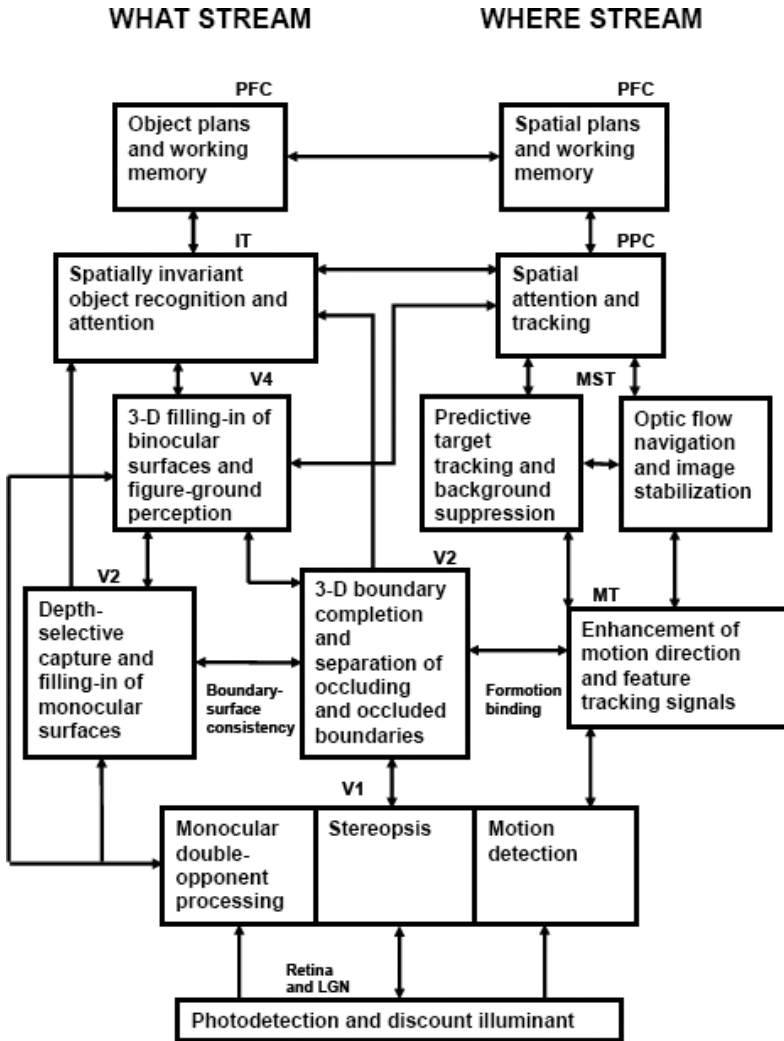 WHAT STREAM
WHERE STREAM
PFC
Object plans
and working
memory
PFC
Spatial plans
and working
memory
IT
Spatially invariant
object recognition and
attention
PPC
Spatial
attention and
tracking
V4
3-D filling-in of
binocular
surfaces and
figure-ground
perception
MST
Predictive
target
tracking and
background
suppression
Optic flow
navigation
and image
stabilization
V2
Depth-
selective
capture and
filling-in of
monocular
surfaces
Boundary-
surface
consistency
V2
3-D boundary
completion
and
separation of
occluding
and occluded
boundaries
Formotion
binding
MT
Enhancement of
motion direction
and feature
tracking signals
V1
Monocular
double-
opponent
processing
Stereopsis
Motion
detection
Retina
and LGN
Photodetection and discount illuminant